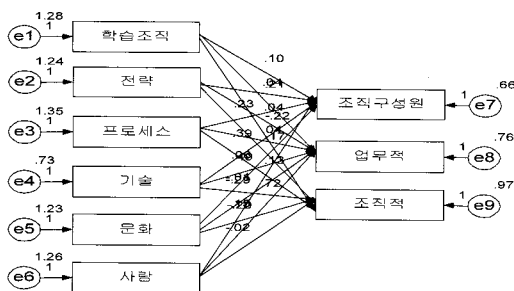 1.28
e1 1 학습조직
1.24
e2 1 전략
1.35
e3 1 프로세스
.73
e4 1 기술
1.23
e5 1 문화
1.26
e6 1 사람
.10
.04
.04
-.22
.23
.39
.72
-.02
조직구성원 1 e7 .66
업무적 1 e8 .76
조직적 1 e9 .97